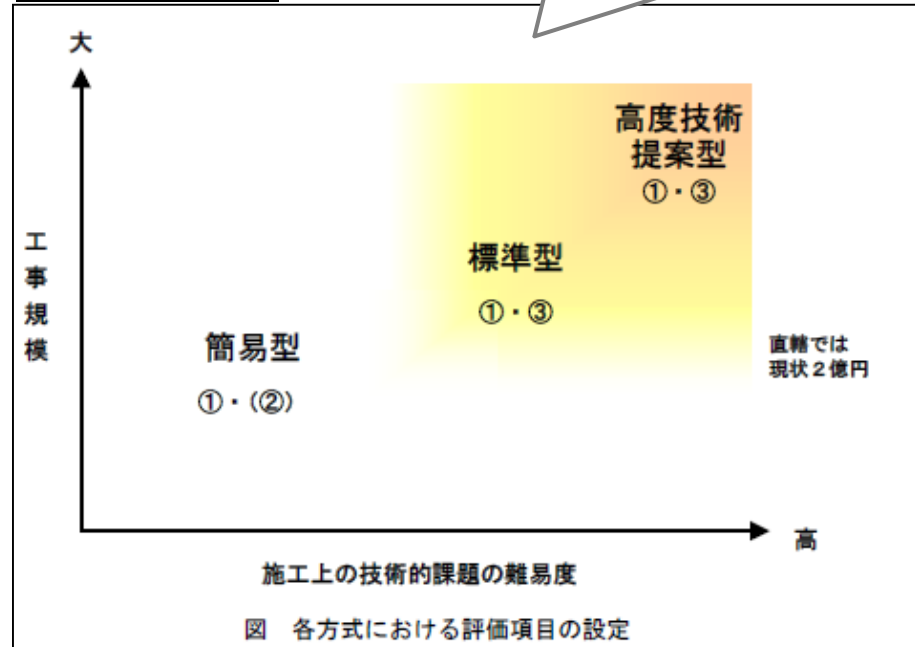 大
高度技術
提案型
①・③
工事規模
標準型
①・③
簡易型
①・(②)
直轄では
現状２億円
高
施工上の技術的課題の難易度
図　各方式における評価項目の設定